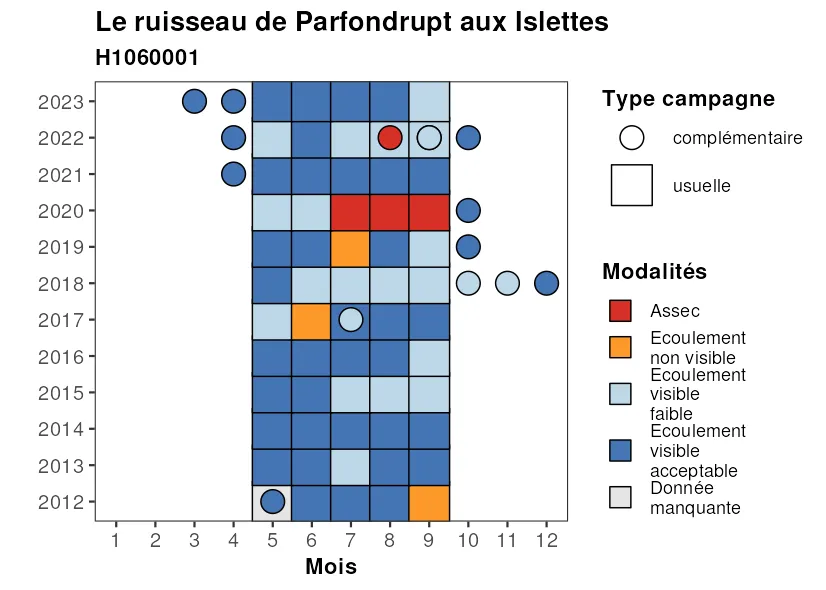 Le ruisseau de Parfondrupt aux Islettes
H1060001
2023
2022
2021
2020
2019
2018
2017
2016
2015
2014
2013
2012
1 2 3 4 5 6 7 8 9 10 11 12
Mois
Type campagne
complémentaire
usuelle
Modalités
Assec
Ecoulement
non visible
Ecoulement
visible
faible
Ecoulement
visible
acceptable
Donnée
manquante